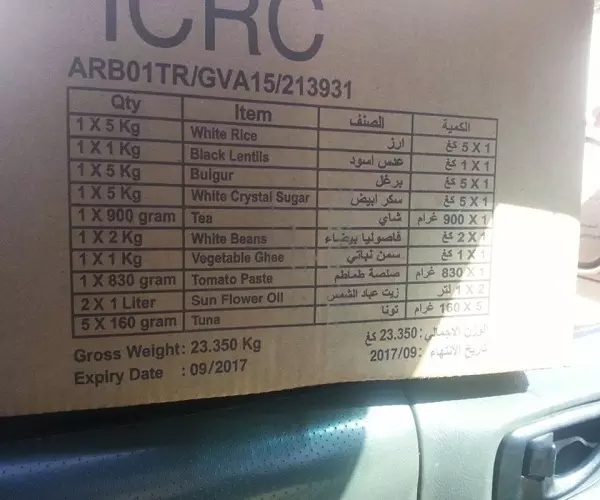 ICRC
ARB01TR/GVA15/213931
Qty Item الصنف الكمية
1 X 5 Kg White Rice ارز 1 X 5 كغ
1 X 1 Kg Black Lentils عدس اسود 1 X 1 كغ
1 X 5 Kg Bulgur برغل 1 X 5 كغ
1 X 5 Kg White Crystal Sugar سكر ابيض 1 X 5 كغ
1 X 900 gram Tea شاي 1 X 900 غرام
1 X 2 Kg White Beans فاصوليا بيضاء 1 X 2 كغ
1 X 1 Kg Vegetable Ghee سمن نباتي 1 X 1 كغ
1 X 830 gram Tomato Paste صلصة طماطم 1 X 830 غرام
2 X 1 Liter Sun Flower Oil زيت عباد الشمس 2 X 1 لتر
5 X 160 gram Tuna تونا 5 X 160 غرام
Gross Weight: 23.350 Kg الوزن الاجمالي: 23.350 كغ
Expiry Date : 09/2017 تاريخ الانتهاء: 2017/09